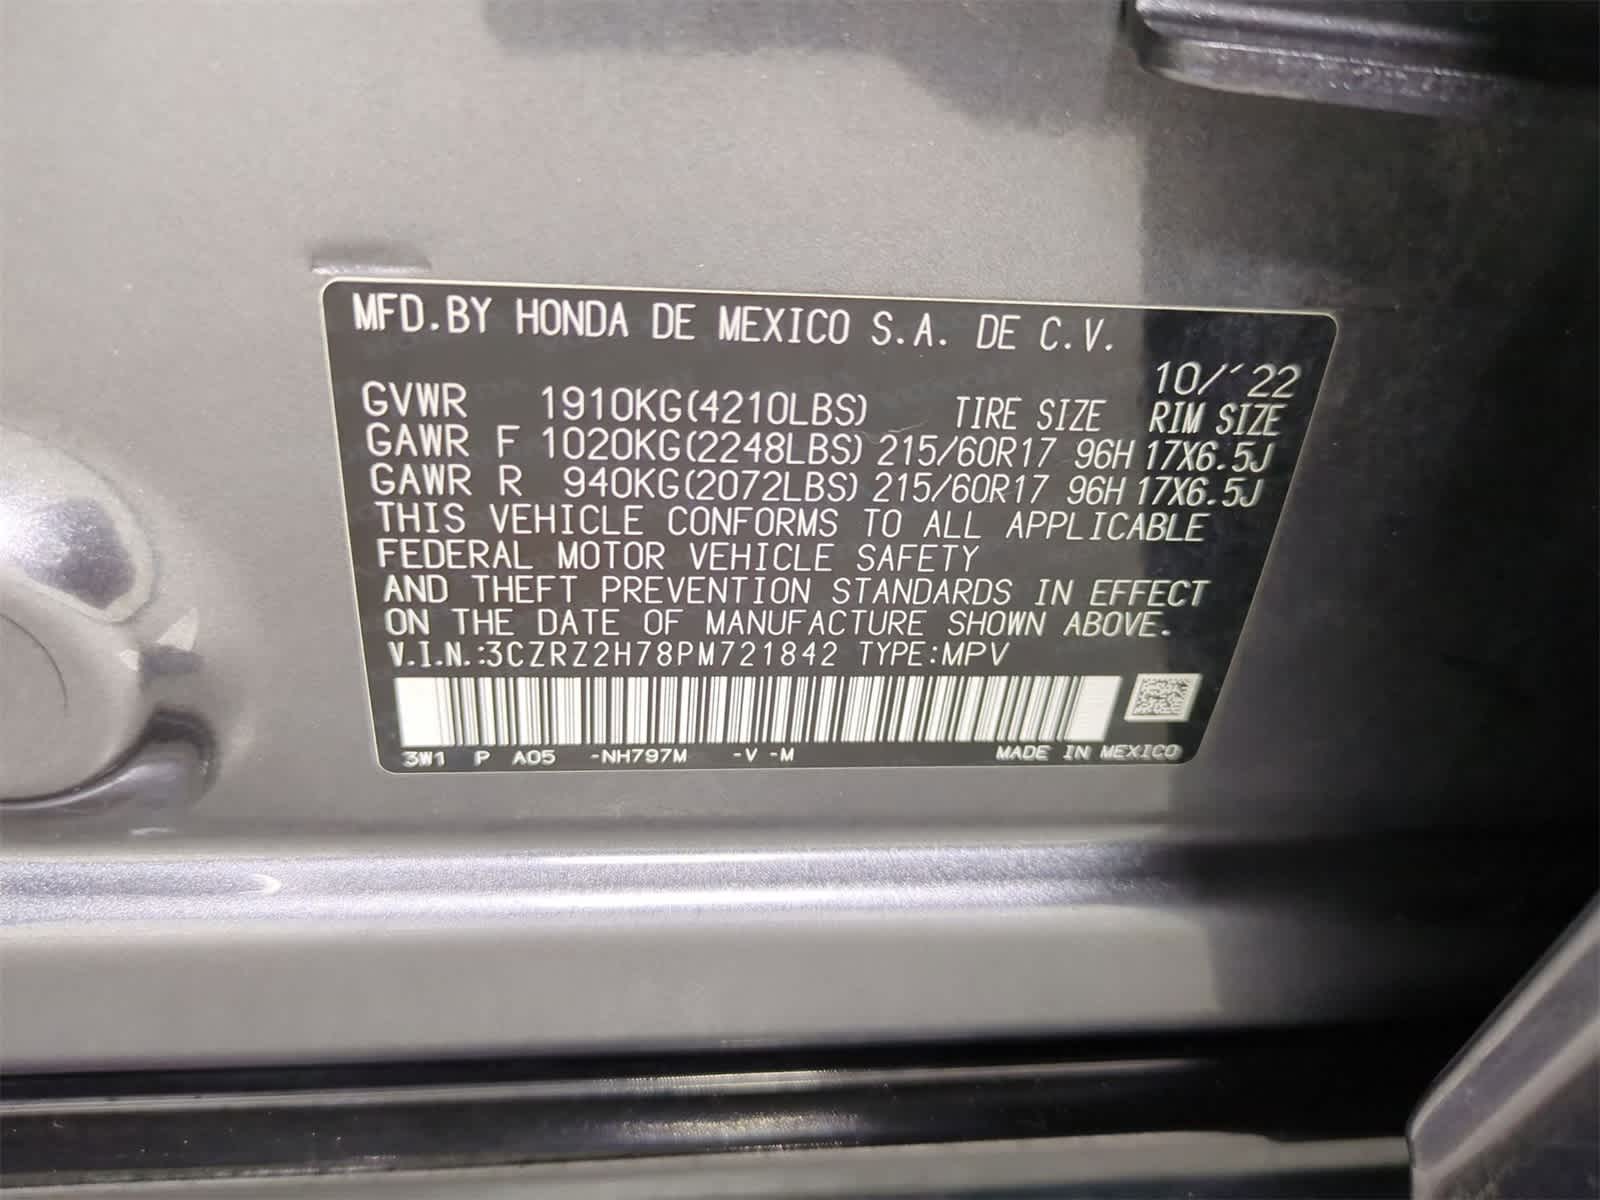 MFD.BY HONDA DE MEXICO S.A. DE C.V.
10/'22
GVWR 1910KG(4210LBS) TIRE SIZE RIM SIZE
GAWR F 1020KG(2248LBS) 215/60R17 96H 17X6.5J
GAWR R 940KG(2072LBS) 215/60R17 96H 17X6.5J
THIS VEHICLE CONFORMS TO ALL APPLICABLE
FEDERAL MOTOR VEHICLE SAFETY
AND THEFT PREVENTION STANDARDS IN EFFECT
ON THE DATE OF MANUFACTURE SHOWN ABOVE.
V.I.N.:3CZRZ2H78PM721842 TYPE:MPV
3W1 P A05 -NH797M -V -M MADE IN MEXICO